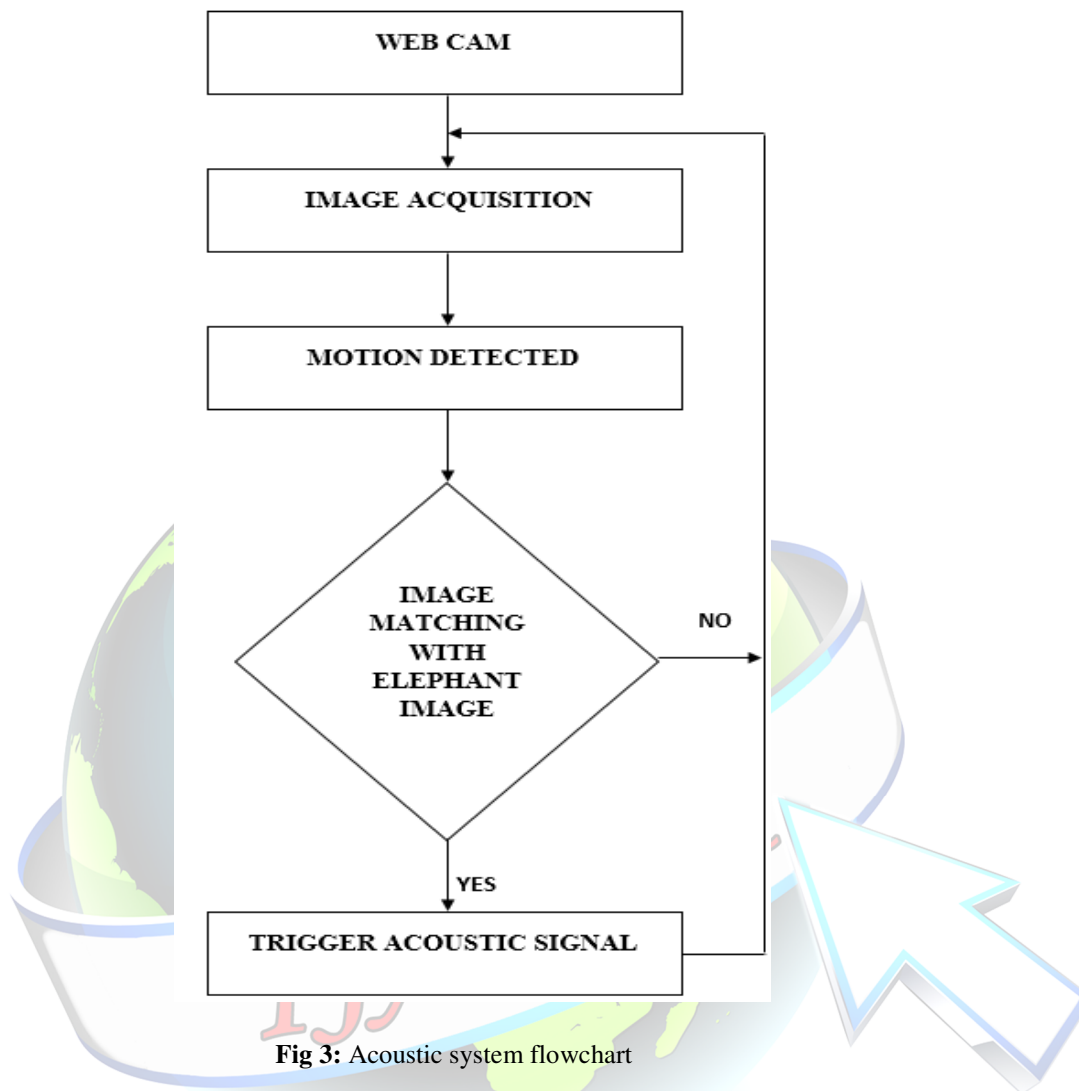 WEB CAM
IMAGE ACQUISITION
MOTION DETECTED
IMAGE
MATCHING
WITH
ELEPHANT
IMAGE
NO
YES
TRIGGER ACOUSTIC SIGNAL
Fig 3: Acoustic system flowchart